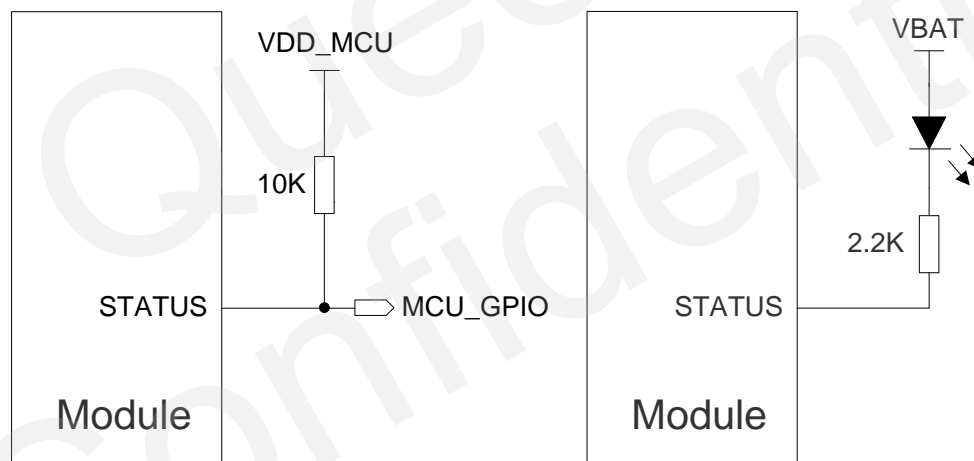 VDD_MCU
10K
STATUS
MCU_GPIO
Module
VBAT
2.2K
STATUS
Module